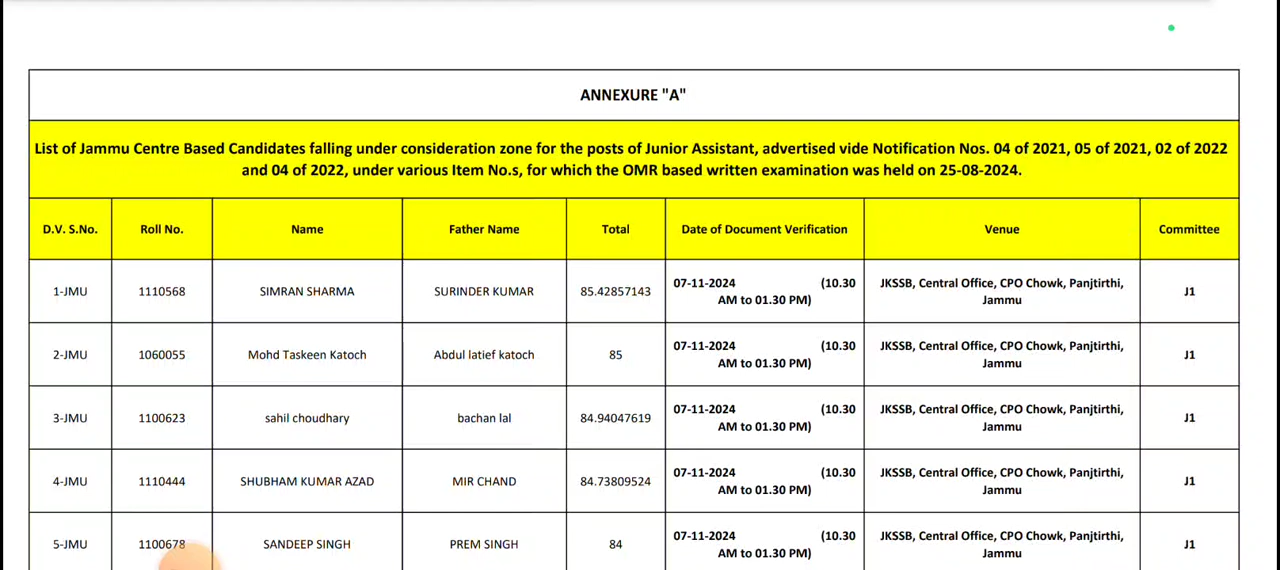 ANNEXURE "A"
List of Jammu Centre Based Candidates falling under consideration zone for the posts of Junior Assistant, advertised vide Notification Nos. 04 of 2021, 05 of 2021, 02 of 2022
and 04 of 2022, under various Item No.s, for which the OMR based written examination was held on 25-08-2024.
D.V. S.No. Roll No. Name Father Name Total Date of Document Verification Venue Committee
1-JMU 1110568 SIMRAN SHARMA SURINDER KUMAR 85.42857143 07-11-2024 (10.30 AM to 01.30 PM) JKSSB, Central Office, CPO Chowk, Panjtirthi, Jammu J1
2-JMU 1060055 Mohd Taskeen Katoch Abdul latief katoch 85 07-11-2024 (10.30 AM to 01.30 PM) JKSSB, Central Office, CPO Chowk, Panjtirthi, Jammu J1
3-JMU 1100623 sahil choudhary bachan lal 84.94047619 07-11-2024 (10.30 AM to 01.30 PM) JKSSB, Central Office, CPO Chowk, Panjtirthi, Jammu J1
4-JMU 1110444 SHUBHAM KUMAR AZAD MIR CHAND 84.73809524 07-11-2024 (10.30 AM to 01.30 PM) JKSSB, Central Office, CPO Chowk, Panjtirthi, Jammu J1
5-JMU 1100678 SANDEEP SINGH PREM SINGH 84 07-11-2024 (10.30 AM to 01.30 PM) JKSSB, Central Office, CPO Chowk, Panjtirthi, Jammu J1